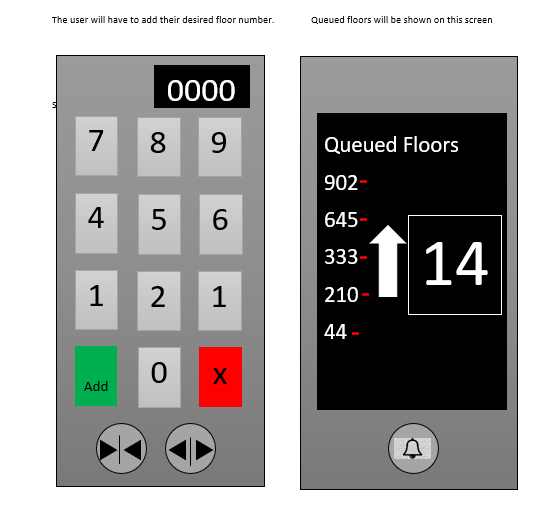 The user will have to add their desired floor number.
Queued floors will be shown on this screen
s
0000
7 8 9
4 5 6
1 2 1
Add 0 x
Queued Floors
902-
645-
333-
210-
44 -
14